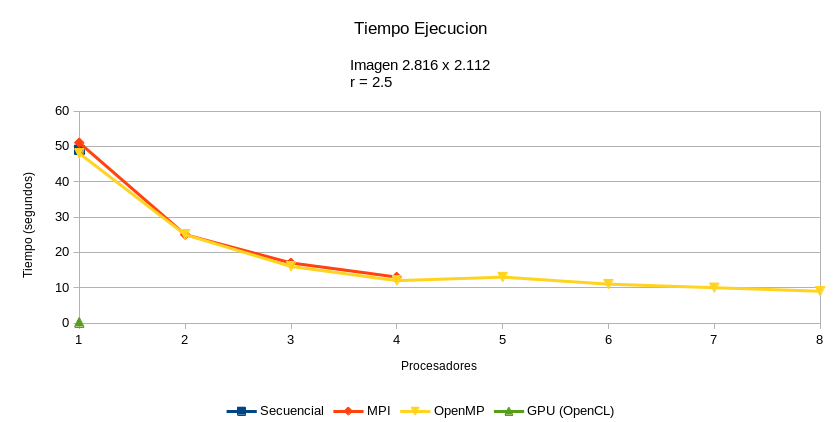 Tiempo Ejecucion
Imagen 2.816 x 2.112
r = 2.5
Tiempo (segundos)
60
50
40
30
20
10
0
1 2 3 4 5 6 7 8
Procesadores
Secuencial MPI OpenMP GPU (OpenCL)